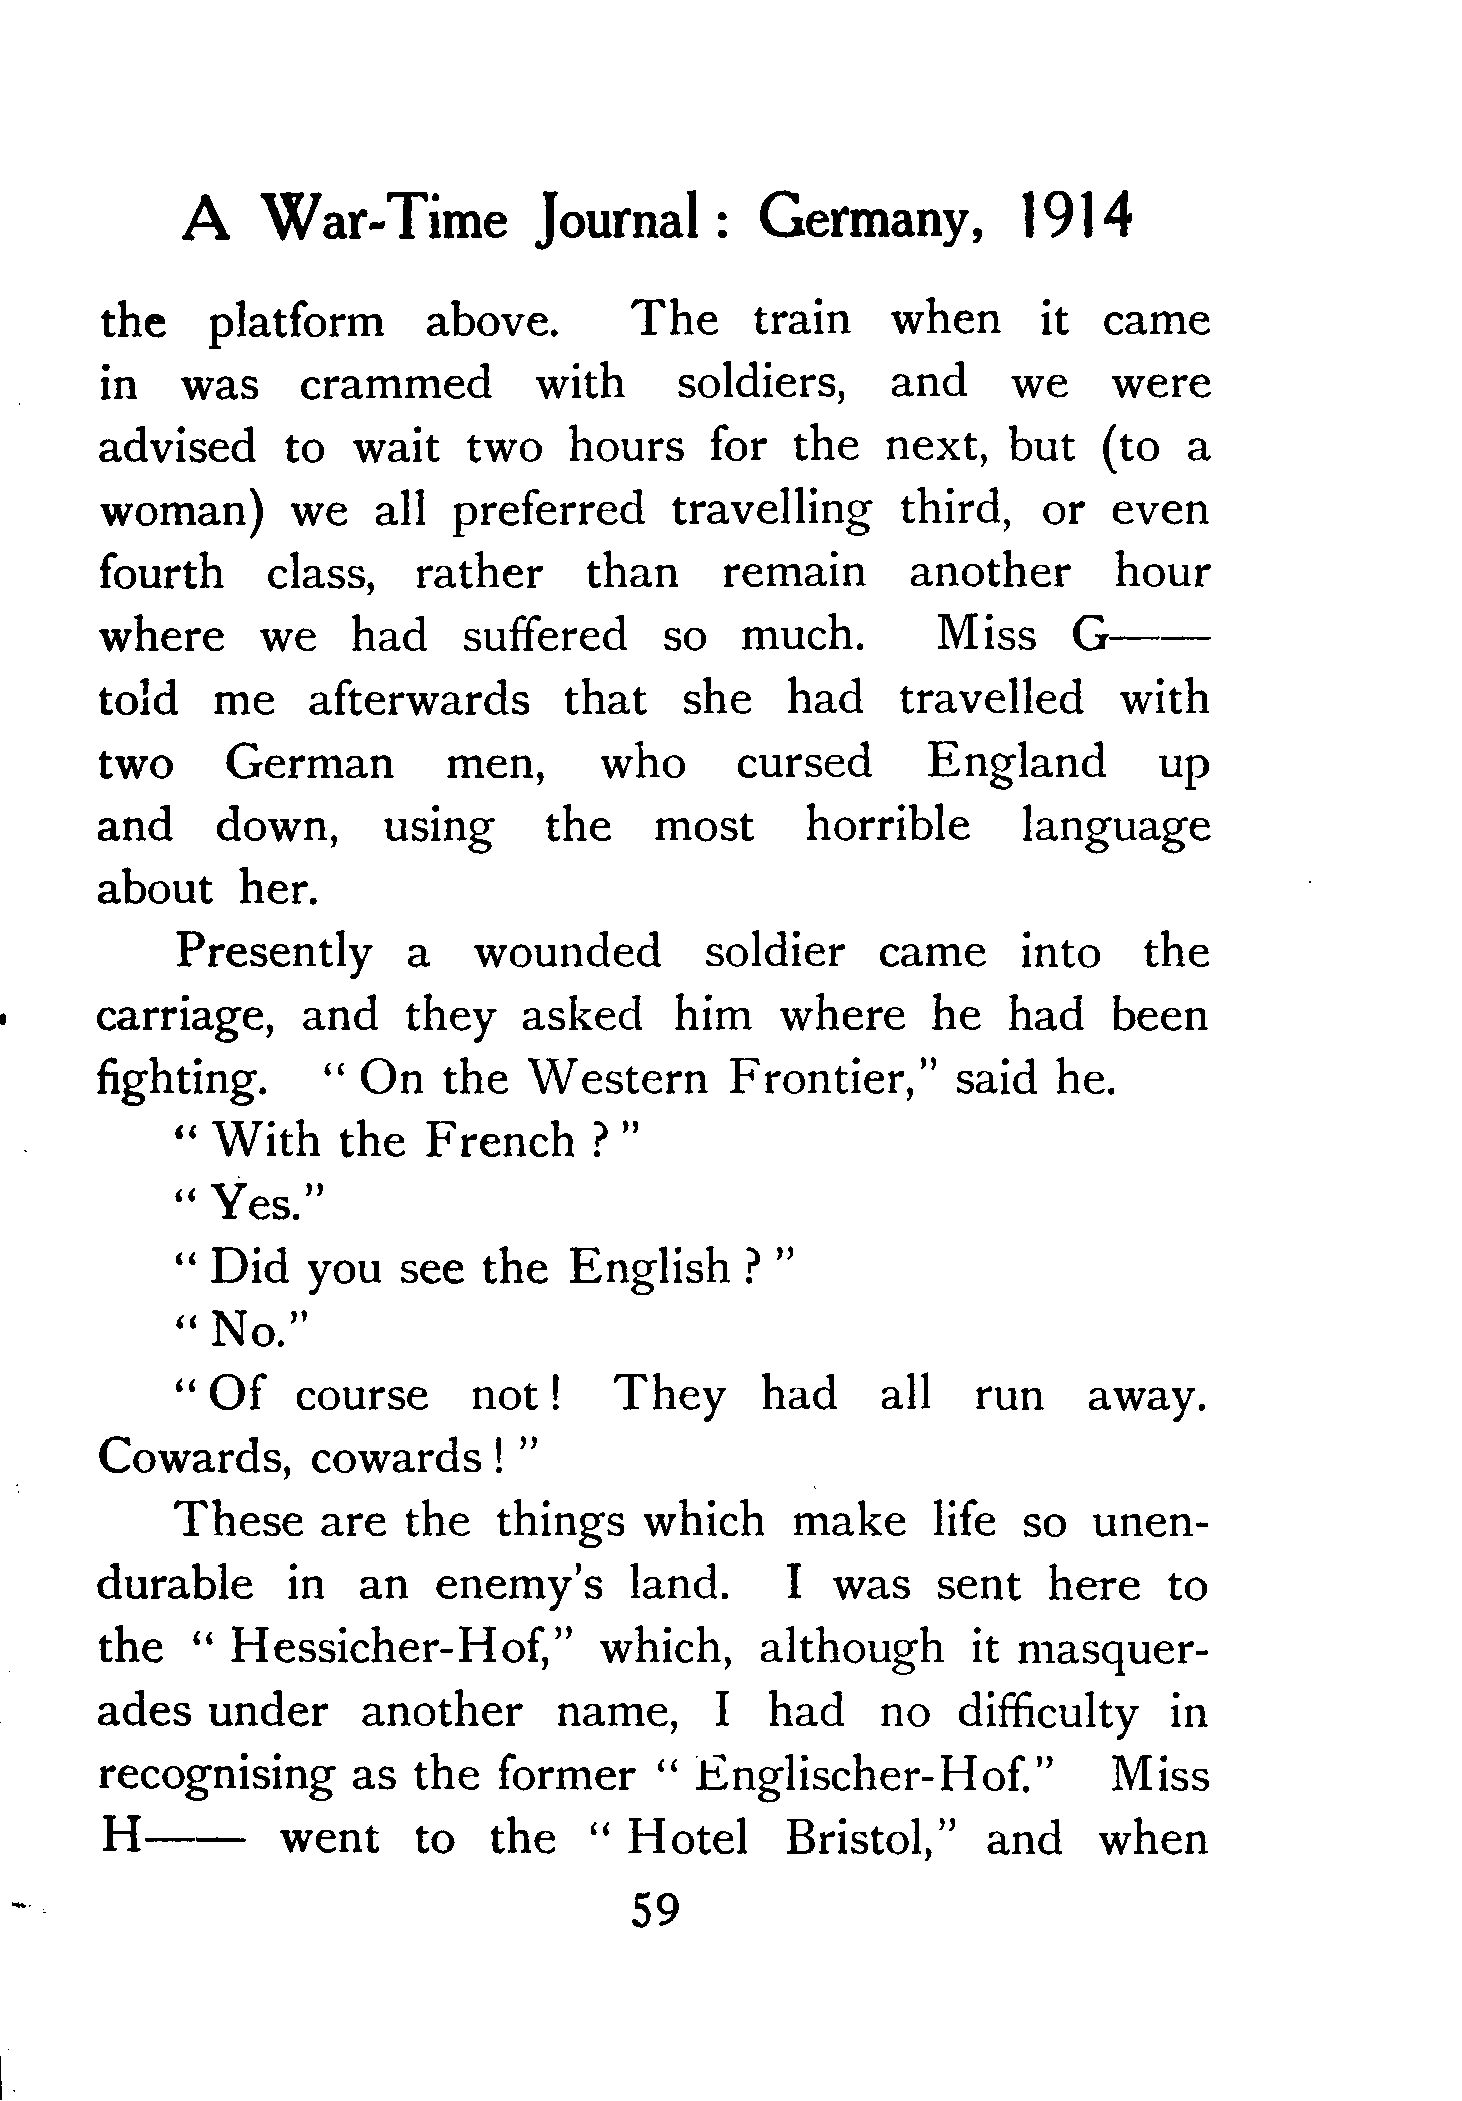 A War-Time Journal : Germany, 1914
the platform above. The train when it came
in was crammed with soldiers, and we were
advised to wait two hours for the next, but (to a
woman) we all preferred travelling third, or even
fourth class, rather than remain another hour
where we had suffered so much. Miss G——
told me afterwards that she had travelled with
two German men, who cursed England up
and down, using the most horrible language
about her.
Presently a wounded soldier came into the
carriage, and they asked him where he had been
fighting. “ On the Western Frontier,” said he.
“ With the French ? ”
“ Yes.”
“ Did you see the English ? ”
“ No.”
“ Of course not ! They had all run away.
Cowards, cowards ! ”
These are the things which make life so unen-
durable in an enemy’s land. I was sent here to
the “ Hessicher-Hof,” which, although it masquer-
ades under another name, I had no difficulty in
recognising as the former “ Englischer-Hof.” Miss
H—— went to the “ Hotel Bristol,” and when
59